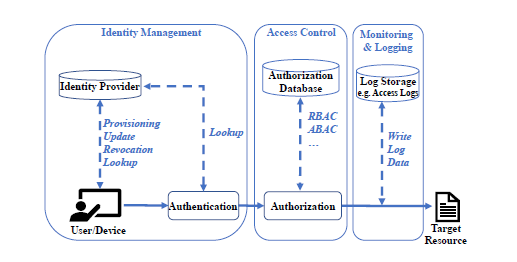 Identity Management
Access Control
Monitoring
& Logging
Identity Provider
Authorization
Database
Log Storage
e.g. Access Logs
Provisioning
Update
Revocation
Lookup
Lookup
RBAC
ABAC
...
Write
Log
Data
User/Device
Authentication
Authorization
Target
Resource